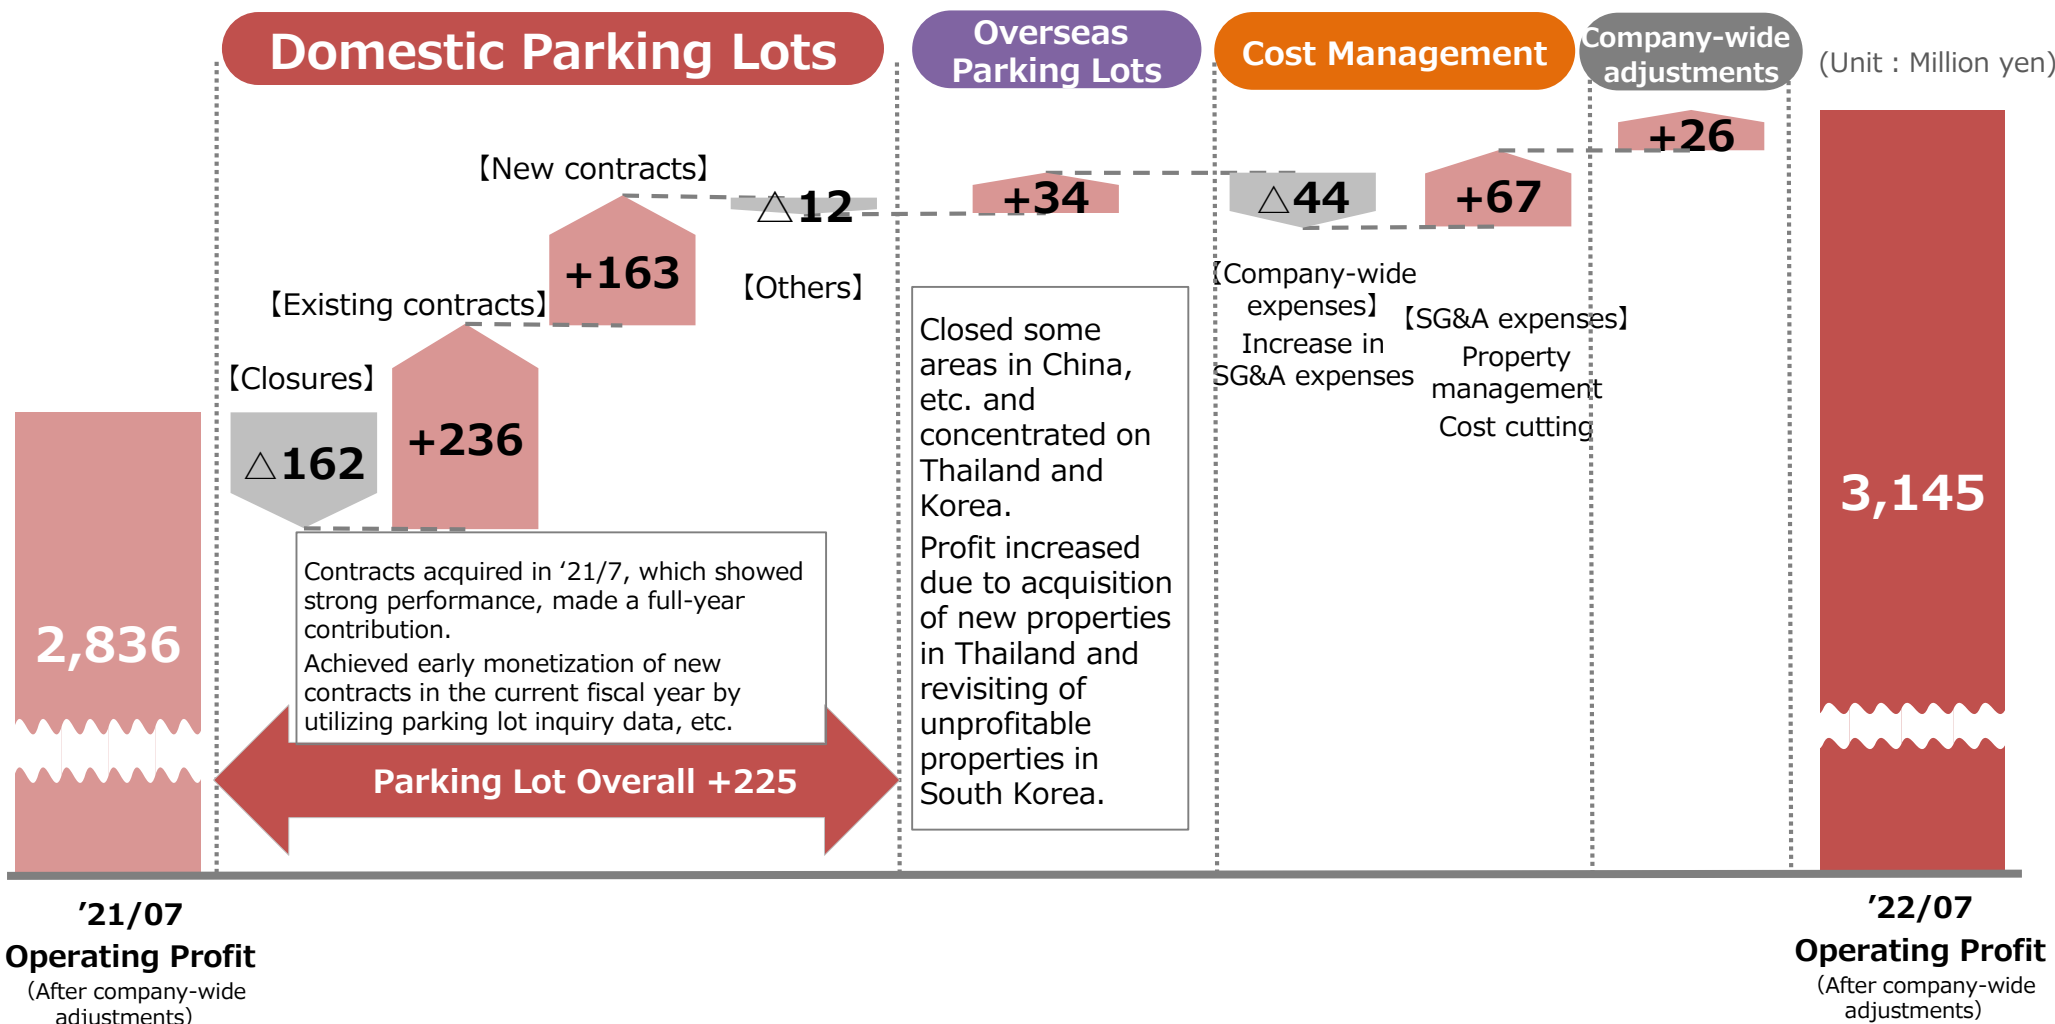 Domestic Parking Lots
Overseas
Parking Lots
Cost Management
Company-wide
adjustments
(Unit : Million yen)
【New contracts】
+163
△12
【Others】
【Existing contracts】
+236
【Closures】
△162
+34
△44
+67
+26
【Company-wide
expenses】
Increase in
SG&A expenses
【SG&A expenses】
Property
management
Cost cutting
Closed some
areas in China,
etc. and
concentrated on
Thailand and
Korea.
Profit increased
due to acquisition
of new properties
in Thailand and
revisiting of
unprofitable
properties in
South Korea.
Contracts acquired in ‘21/7, which showed
strong performance, made a full-year
contribution.
Achieved early monetization of new
contracts in the current fiscal year by
utilizing parking lot inquiry data, etc.
Parking Lot Overall +225
2,836
3,145
’21/07
Operating Profit
(After company-wide
adjustments)
’22/07
Operating Profit
(After company-wide
adjustments)